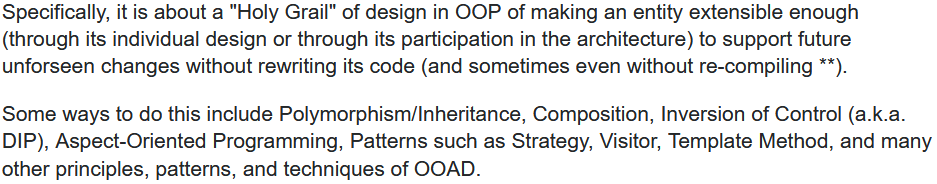 Specifically, it is about a "Holy Grail" of design in OOP of making an entity extensible enough
(through its individual design or through its participation in the architecture) to support future
unforseen changes without rewriting its code (and sometimes even without re-compiling **).
Some ways to do this include Polymorphism/Inheritance, Composition, Inversion of Control (a.k.a.
DIP), Aspect-Oriented Programming, Patterns such as Strategy, Visitor, Template Method, and many
other principles, patterns, and techniques of OOAD.